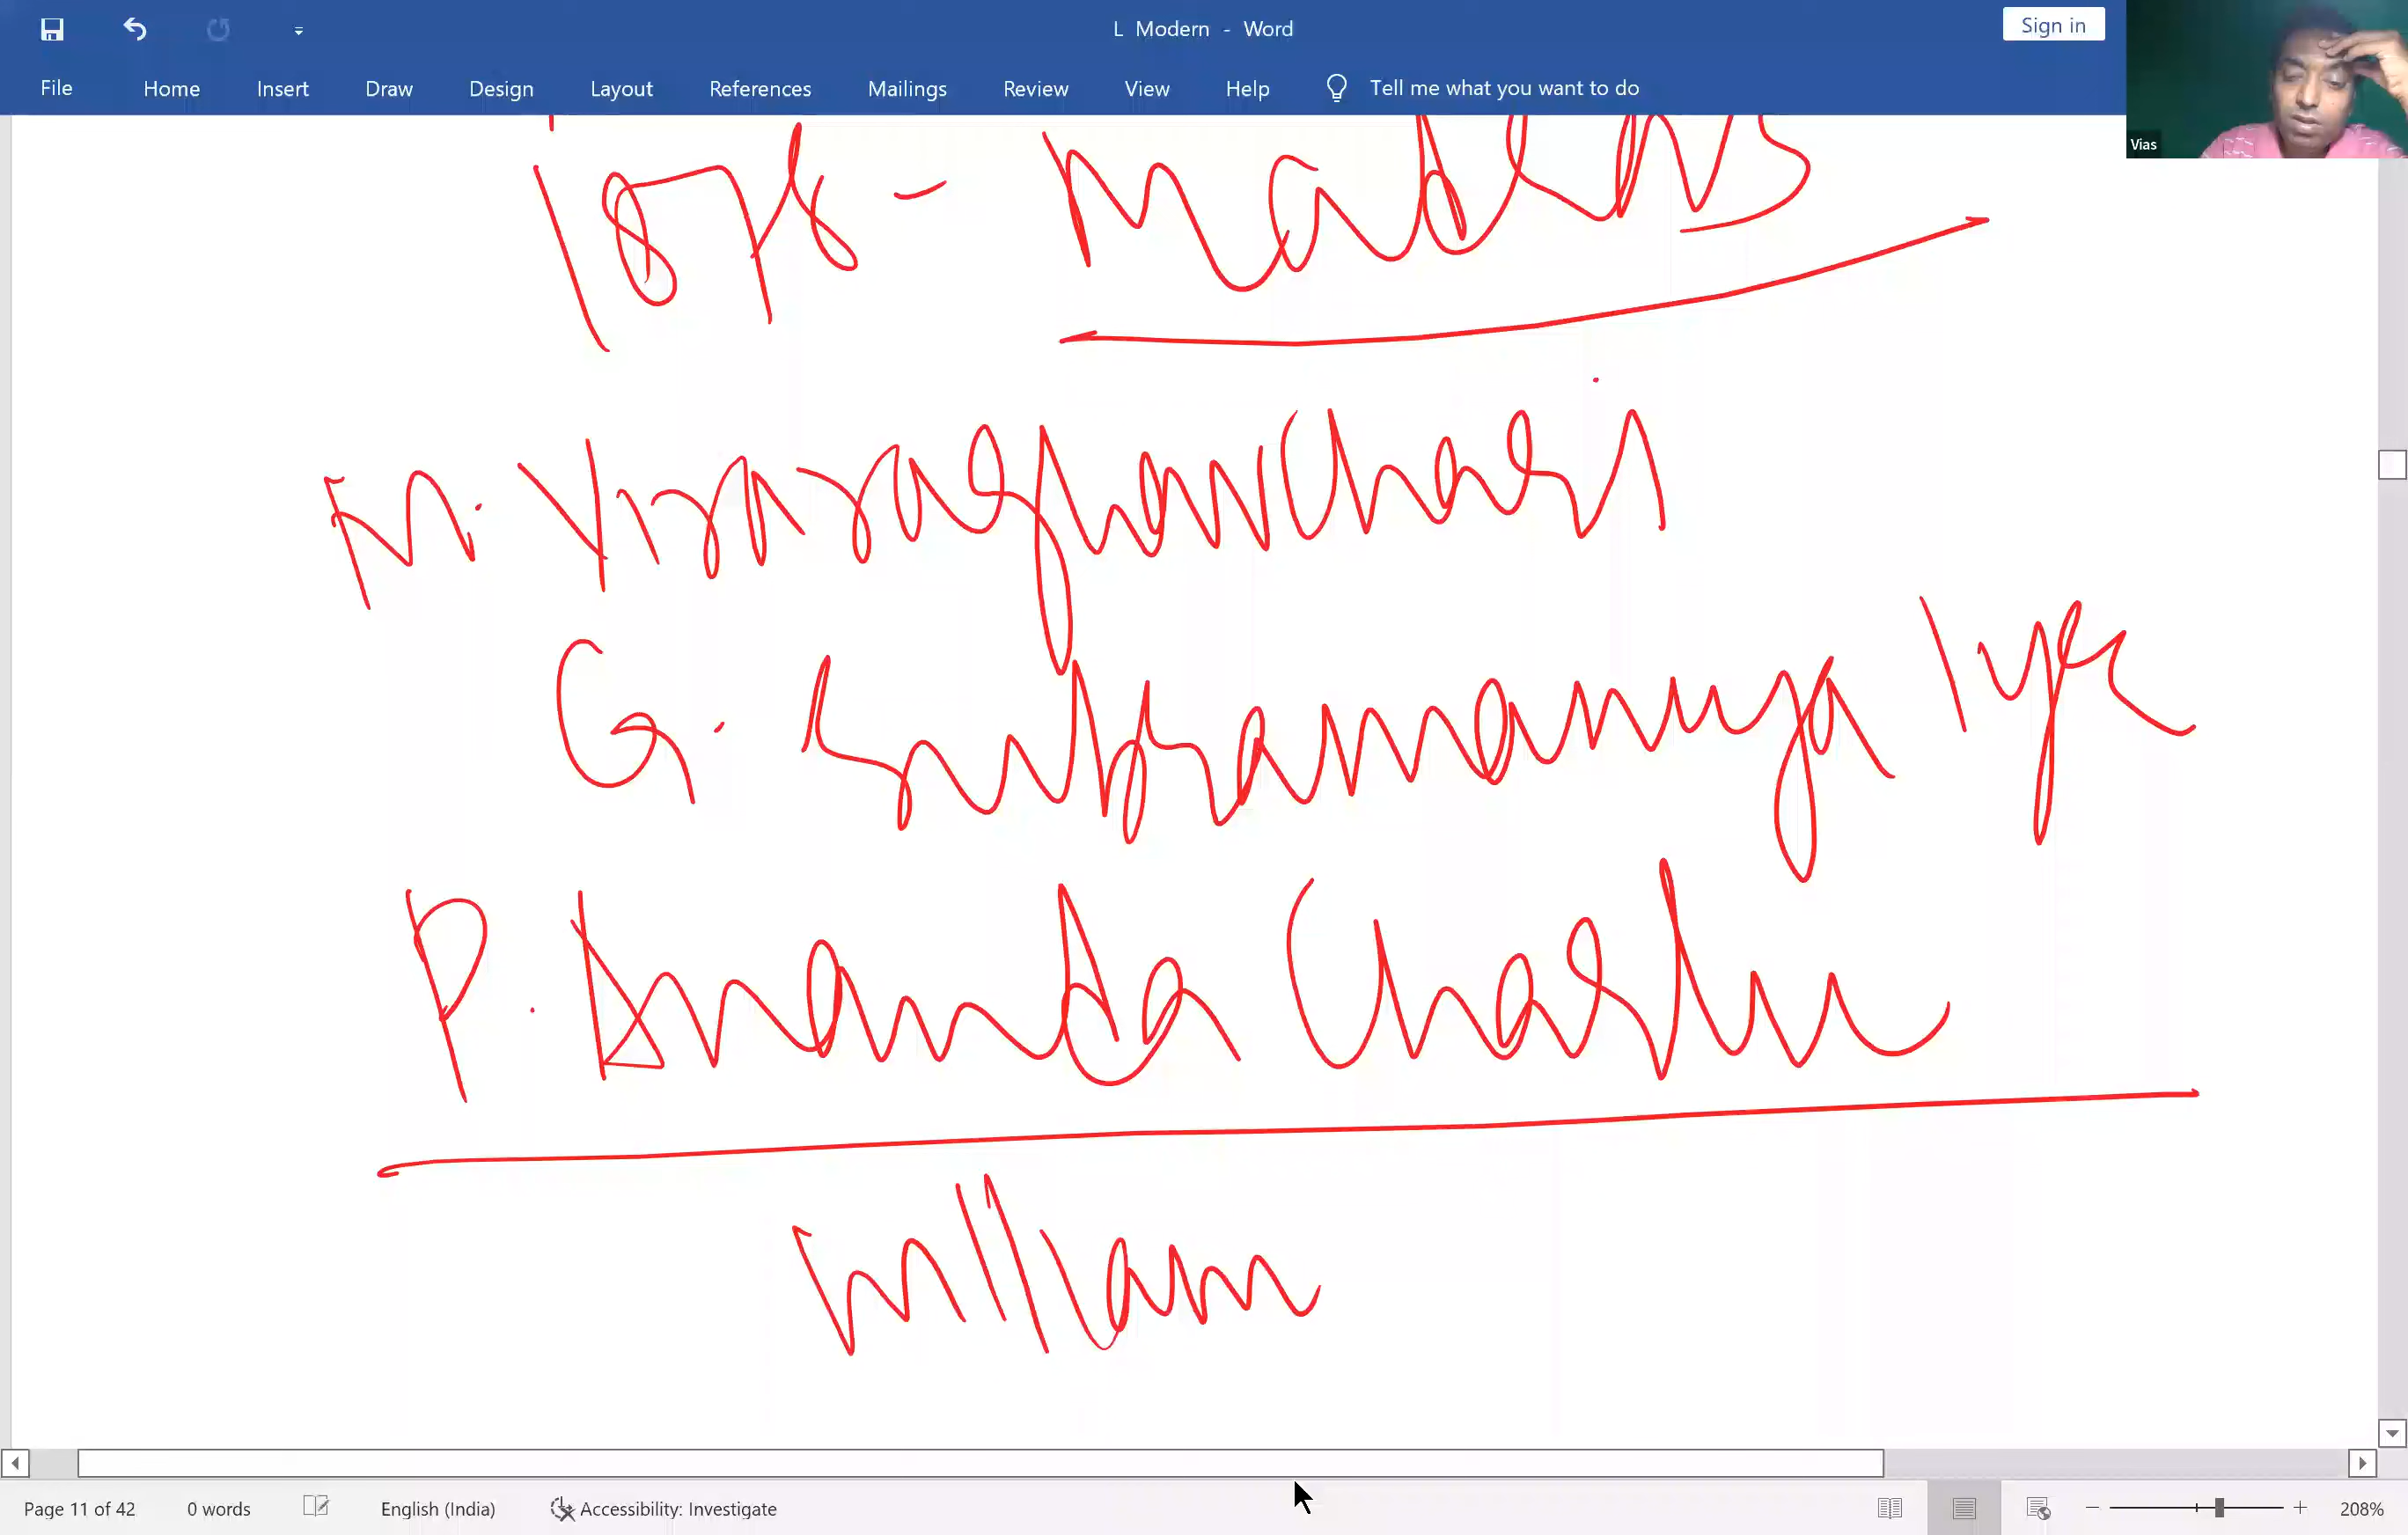 L Modern - Word
Sign in
File Home Insert Draw Design Layout References Mailings Review View Help Tell me what you want to do
Vias
1878 - Madras
M. Viraraghavachari
G. Subramanya Iyer
P. Ananda Charlu
William
Page 11 of 42 0 words English (India) Accessibility: Investigate 208%